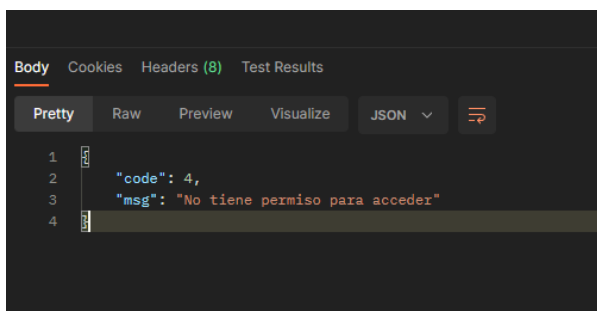 Body Cookies Headers (8) Test Results
Pretty Raw Preview Visualize JSON
1 {
2 "code": 4,
3 "msg": "No tiene permiso para acceder"
4 }